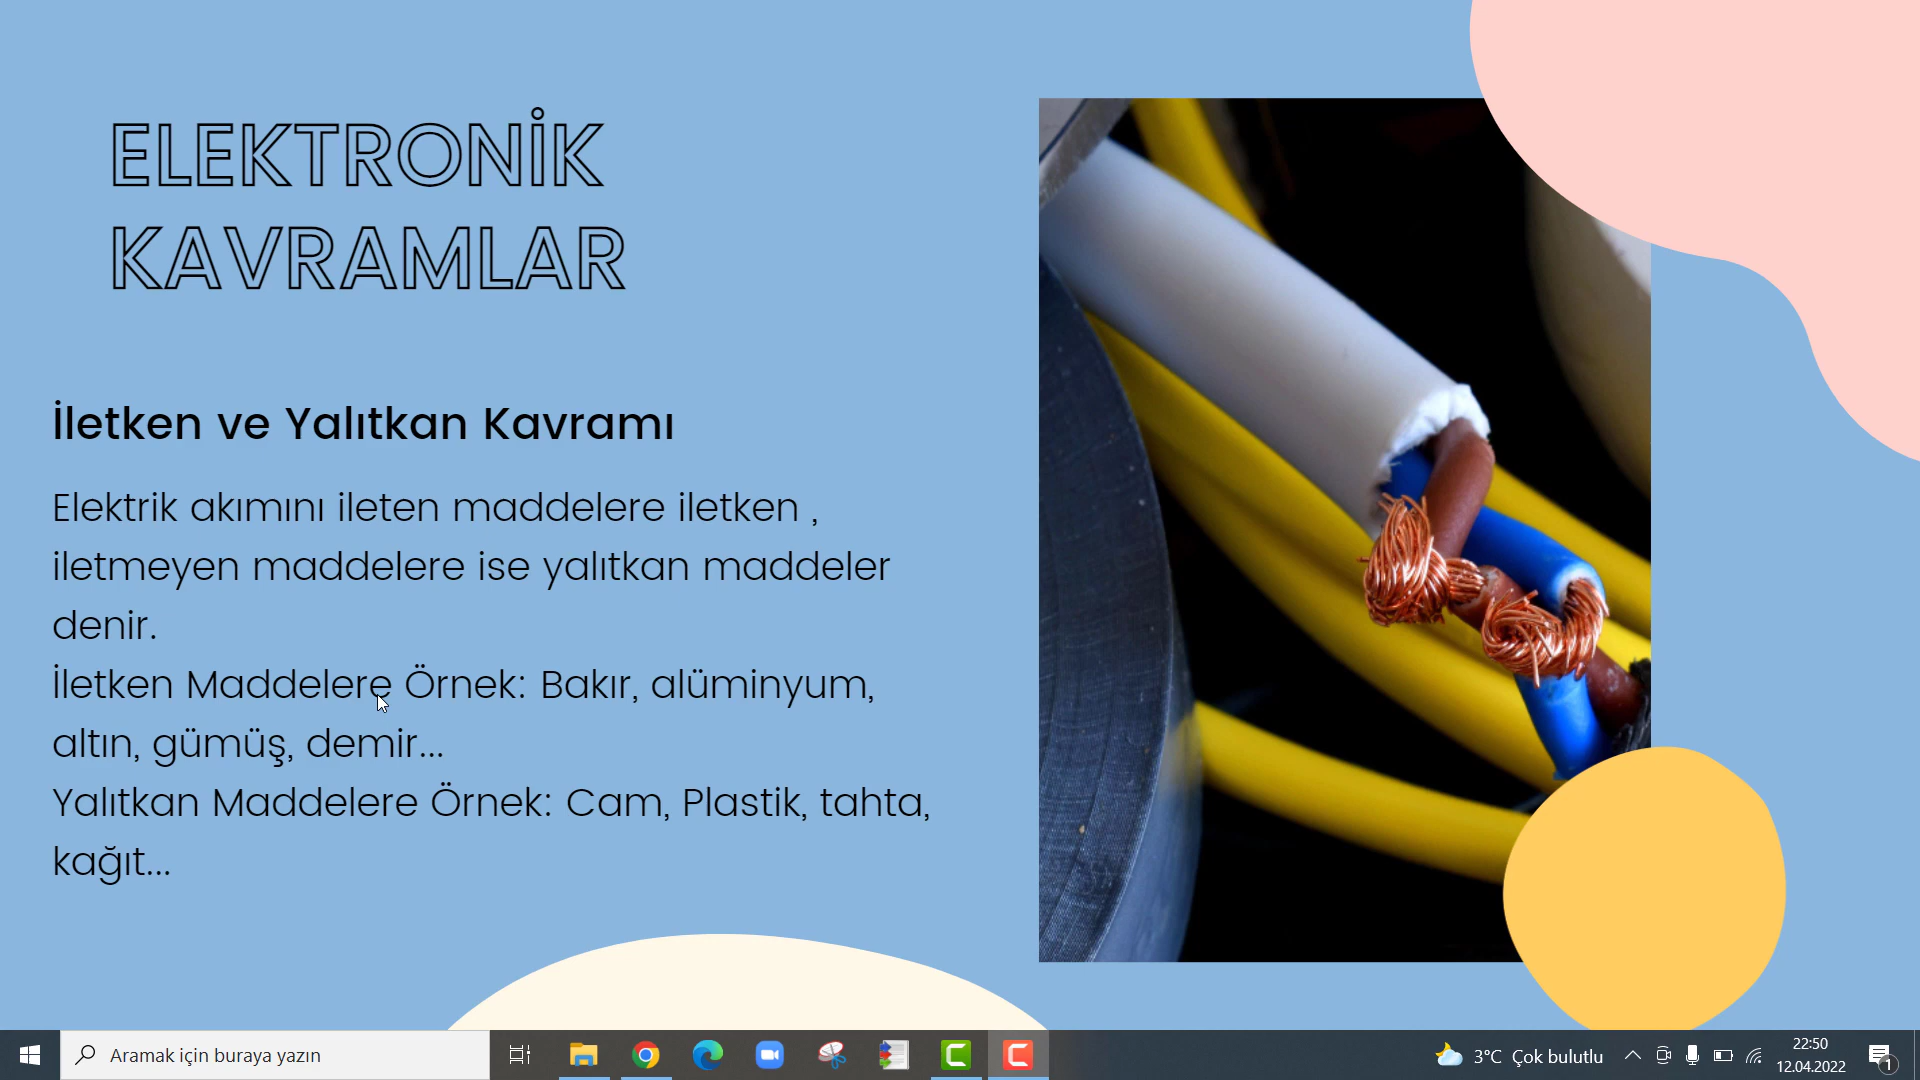 ELEKTRONİK
KAVRAMLAR
İletken ve Yalıtkan Kavramı
Elektrik akımını ileten maddelere iletken ,
iletmeyen maddelere ise yalıtkan maddeler
denir.
İletken Maddelere Örnek: Bakır, alüminyum,
altın, gümüş, demir...
Yalıtkan Maddelere Örnek: Cam, Plastik, tahta,
kağıt...
Aramak için buraya yazın
3°C Çok bulutlu
22:50
12.04.2022
1